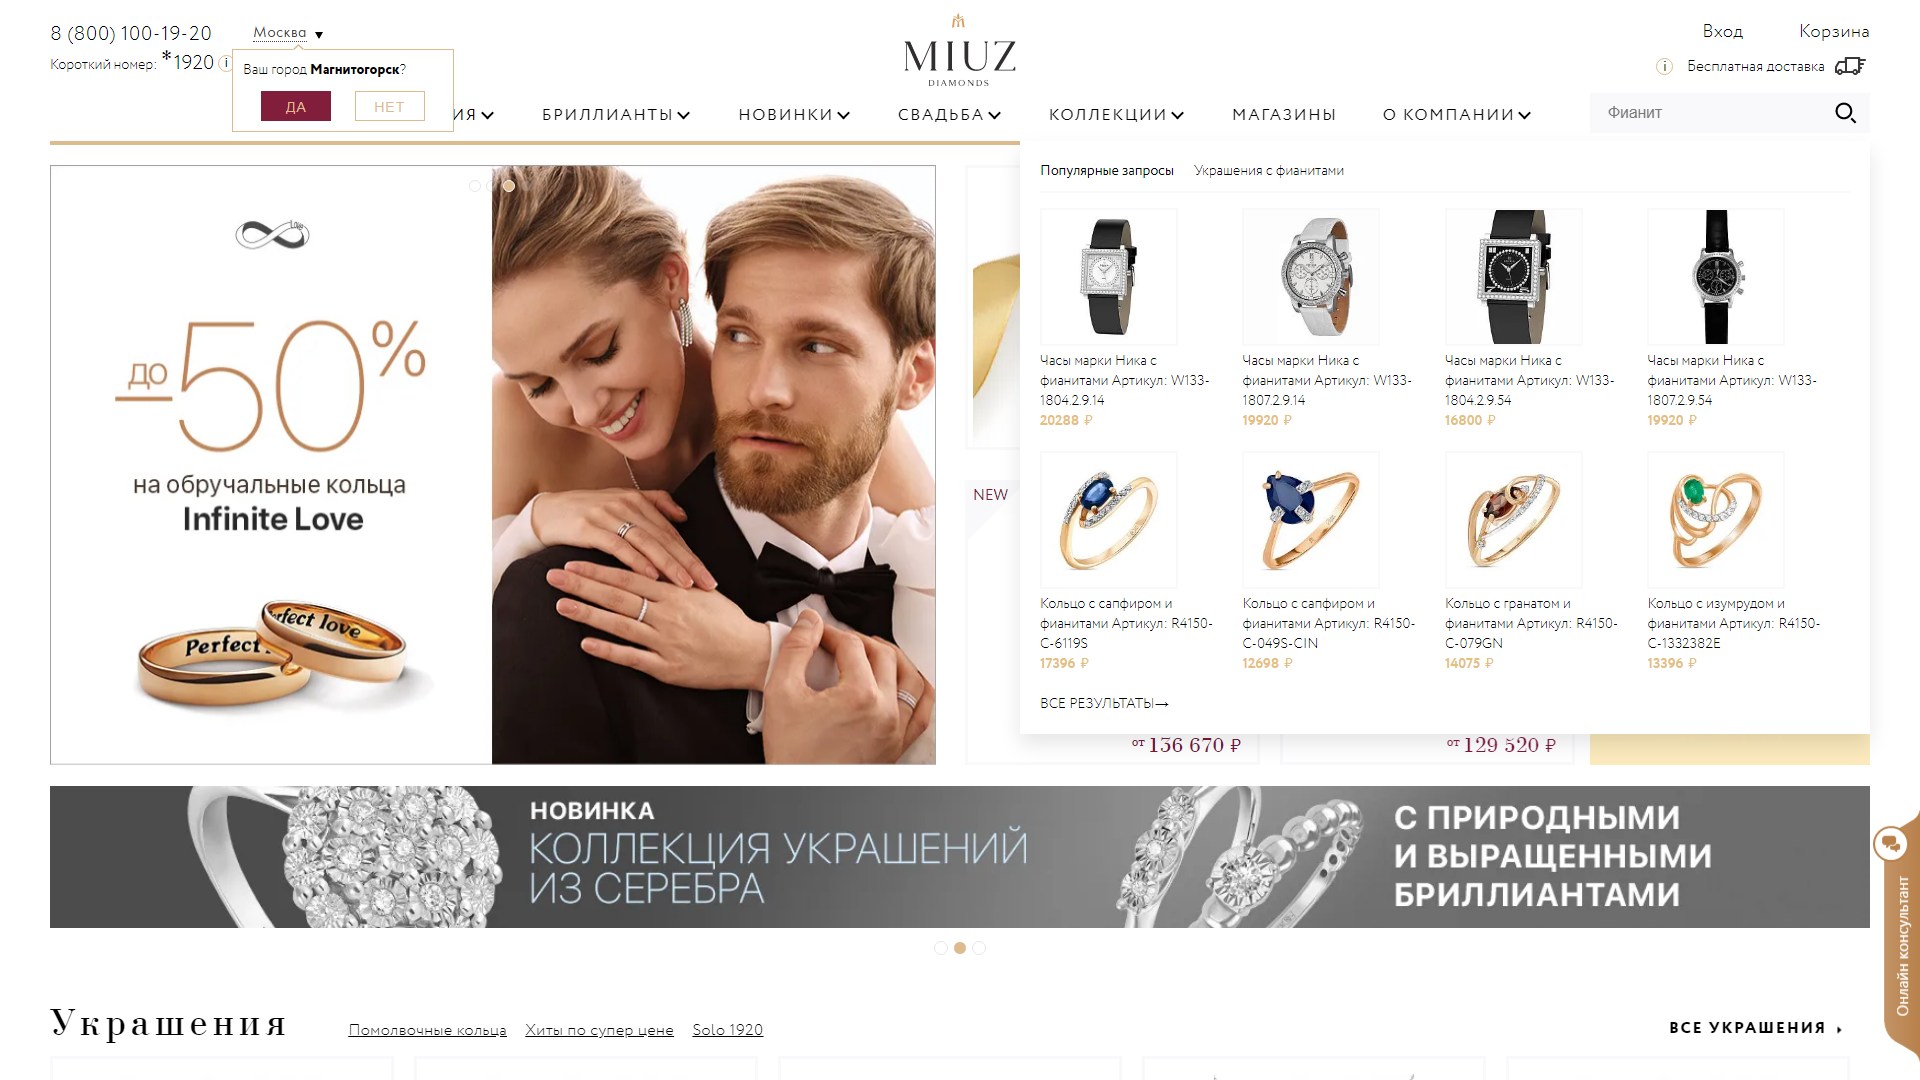 8 (800) 100-19-20
Москва ▼
Короткий номер: *1920 i
Ваш город Магнитогорск?
ДА
НЕТ
MIUZ
DIAMONDS
Вход
Корзина
i Бесплатная доставка
ИЯ
БРИЛЛИАНТЫ
НОВИНКИ
СВАДЬБА
КОЛЛЕКЦИИ
МАГАЗИНЫ
О КОМПАНИИ
Фианит
Популярные запросы
Украшения с фианитами
Часы марки Ника с
фианитами Артикул: W133-
1804.2.9.14
20288 ₽
Часы марки Ника с
фианитами Артикул: W133-
1807.2.9.14
19920 ₽
Часы марки Ника с
фианитами Артикул: W133-
1804.2.9.54
16800 ₽
Часы марки Ника с
фианитами Артикул: W133-
1807.2.9.54
19920 ₽
Кольцо с сапфиром и
фианитами Артикул: R4150-
C-6119S
17396 ₽
Кольцо с сапфиром и
фианитами Артикул: R4150-
C-049S-CIN
12698 ₽
Кольцо с гранатом и
фианитами Артикул: R4150-
C-079GN
14075 ₽
Кольцо с изумрудом и
фианитами Артикул: R4150-
C-1332382E
13396 ₽
ВСЕ РЕЗУЛЬТАТЫ→
Love
до 50%
на обручальные кольца
Infinite Love
Perfect
Perfect love
NEW
от 136 670 ₽
от 129 520 ₽
НОВИНКА
КОЛЛЕКЦИЯ УКРАШЕНИЙ
ИЗ СЕРЕБРА
С ПРИРОДНЫМИ
И ВЫРАЩЕННЫМИ
БРИЛЛИАНТАМИ
Онлайн консультант
Украшения
Помолвочные кольца
Хиты по супер цене
Solo 1920
ВСЕ УКРАШЕНИЯ